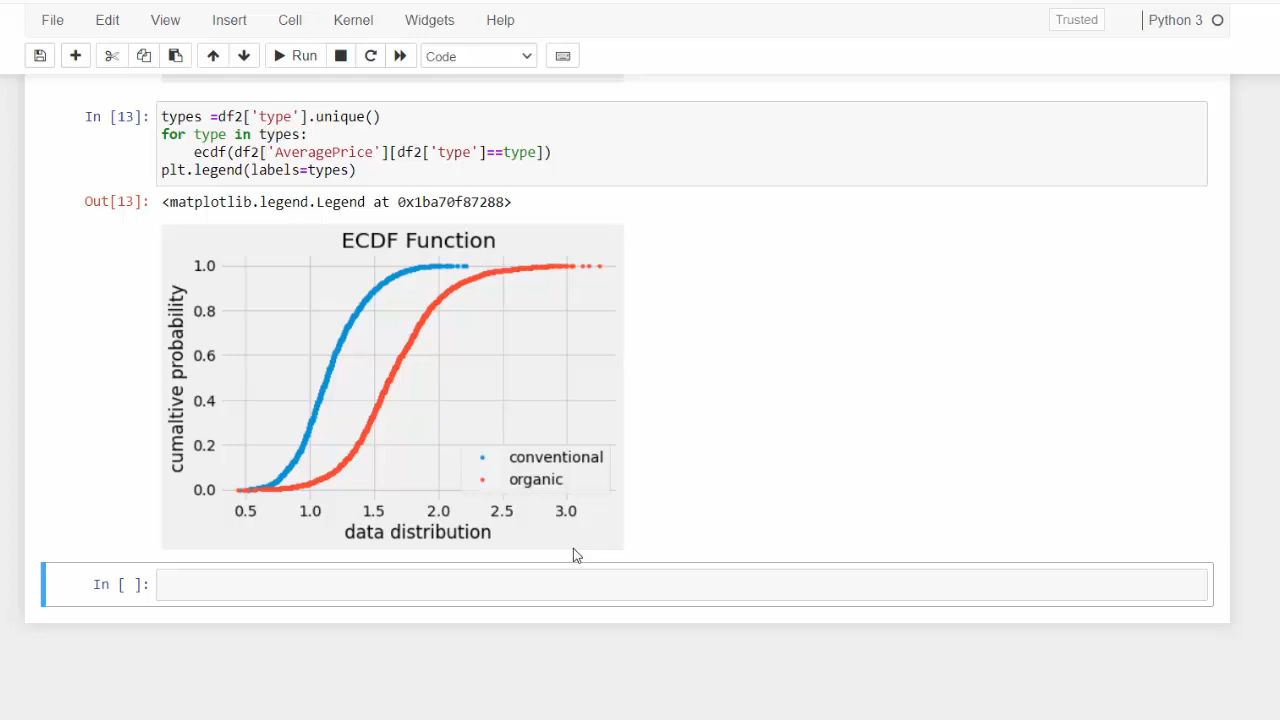 File Edit View Insert Cell Kernel Widgets Help Trusted Python 3
Run Code
In [13]: types =df2['type'].unique()
for type in types:
    ecdf(df2['AveragePrice'][df2['type']==type])
plt.legend(labels=types)
Out[13]: <matplotlib.legend.Legend at 0x1ba70f87288>
ECDF Function
1.0
0.8
0.6
0.4
0.2
0.0
cumaltive probability
conventional
organic
0.5 1.0 1.5 2.0 2.5 3.0
data distribution
In [ ]: